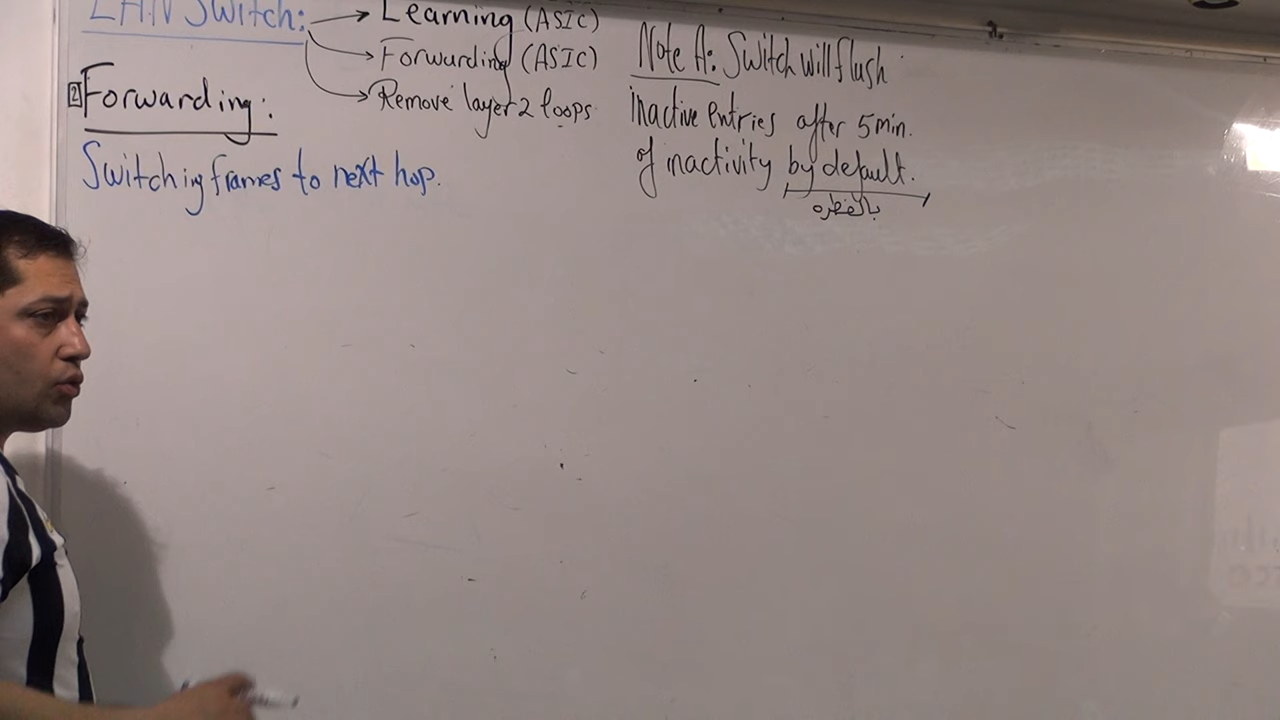 LAN Switch:
Learning (ASIC)
Forwarding (ASIC)
Remove layer 2 loops.
2 Forwarding:
Switching frames to next hop.
Note A: Switch will flush
inactive entries after 5 min.
of inactivity by default.
بالفطره